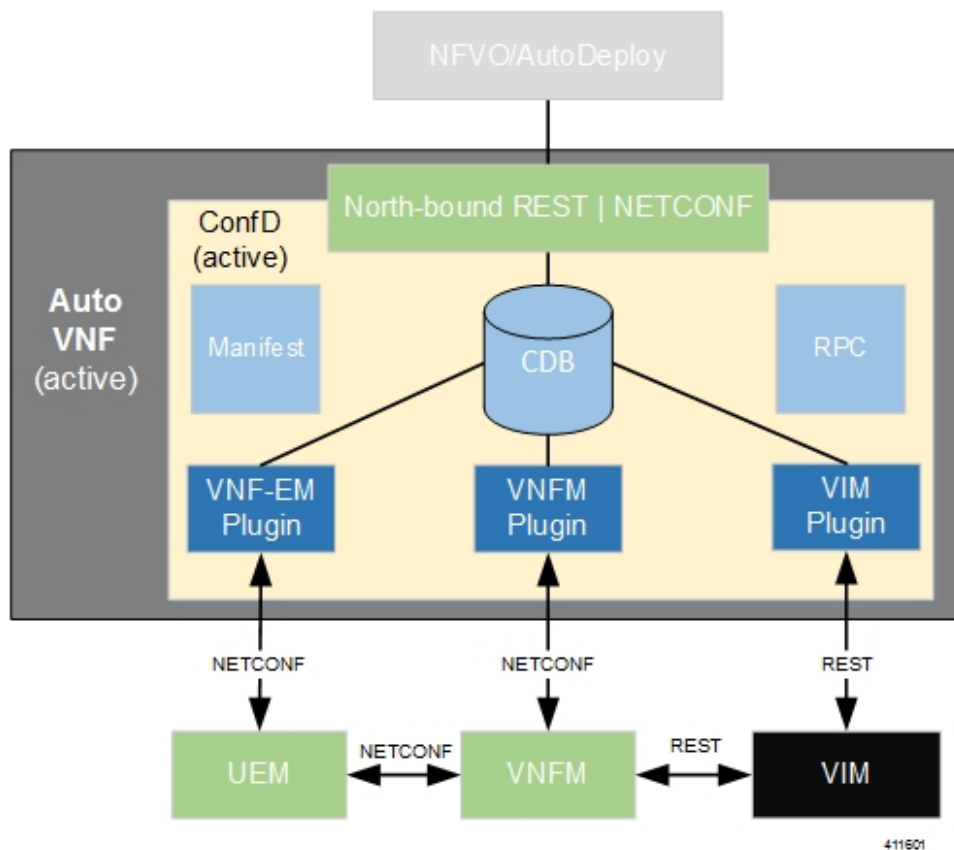 NFVO/AutoDeploy
North-bound REST | NETCONF
ConfD
(active)
Auto
VNF
(active)
Manifest
CDB
RPC
VNF-EM
Plugin
VNFM
Plugin
VIM
Plugin
NETCONF
NETCONF
REST
UEM
NETCONF
VNFM
REST
VIM
411601